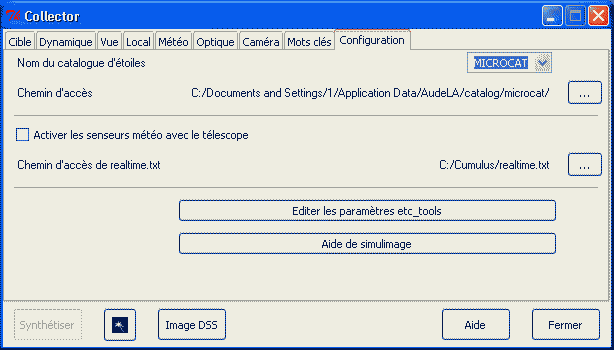 Collector
Cible Dynamique Vue Local Météo Optique Caméra Mots clés Configuration
Nom du catalogue d'étoiles MICROCAT
Chemin d'accès C:/Documents and Settings/1/Application Data/AudeLA/catalog/microcat/ ...
Activer les senseurs météo avec le télescope
Chemin d'accès de realtime.txt C:/Cumulus/realtime.txt ...
Editer les paramètres etc_tools
Aide de simulimage
Synthétiser Image DSS Aide Fermer